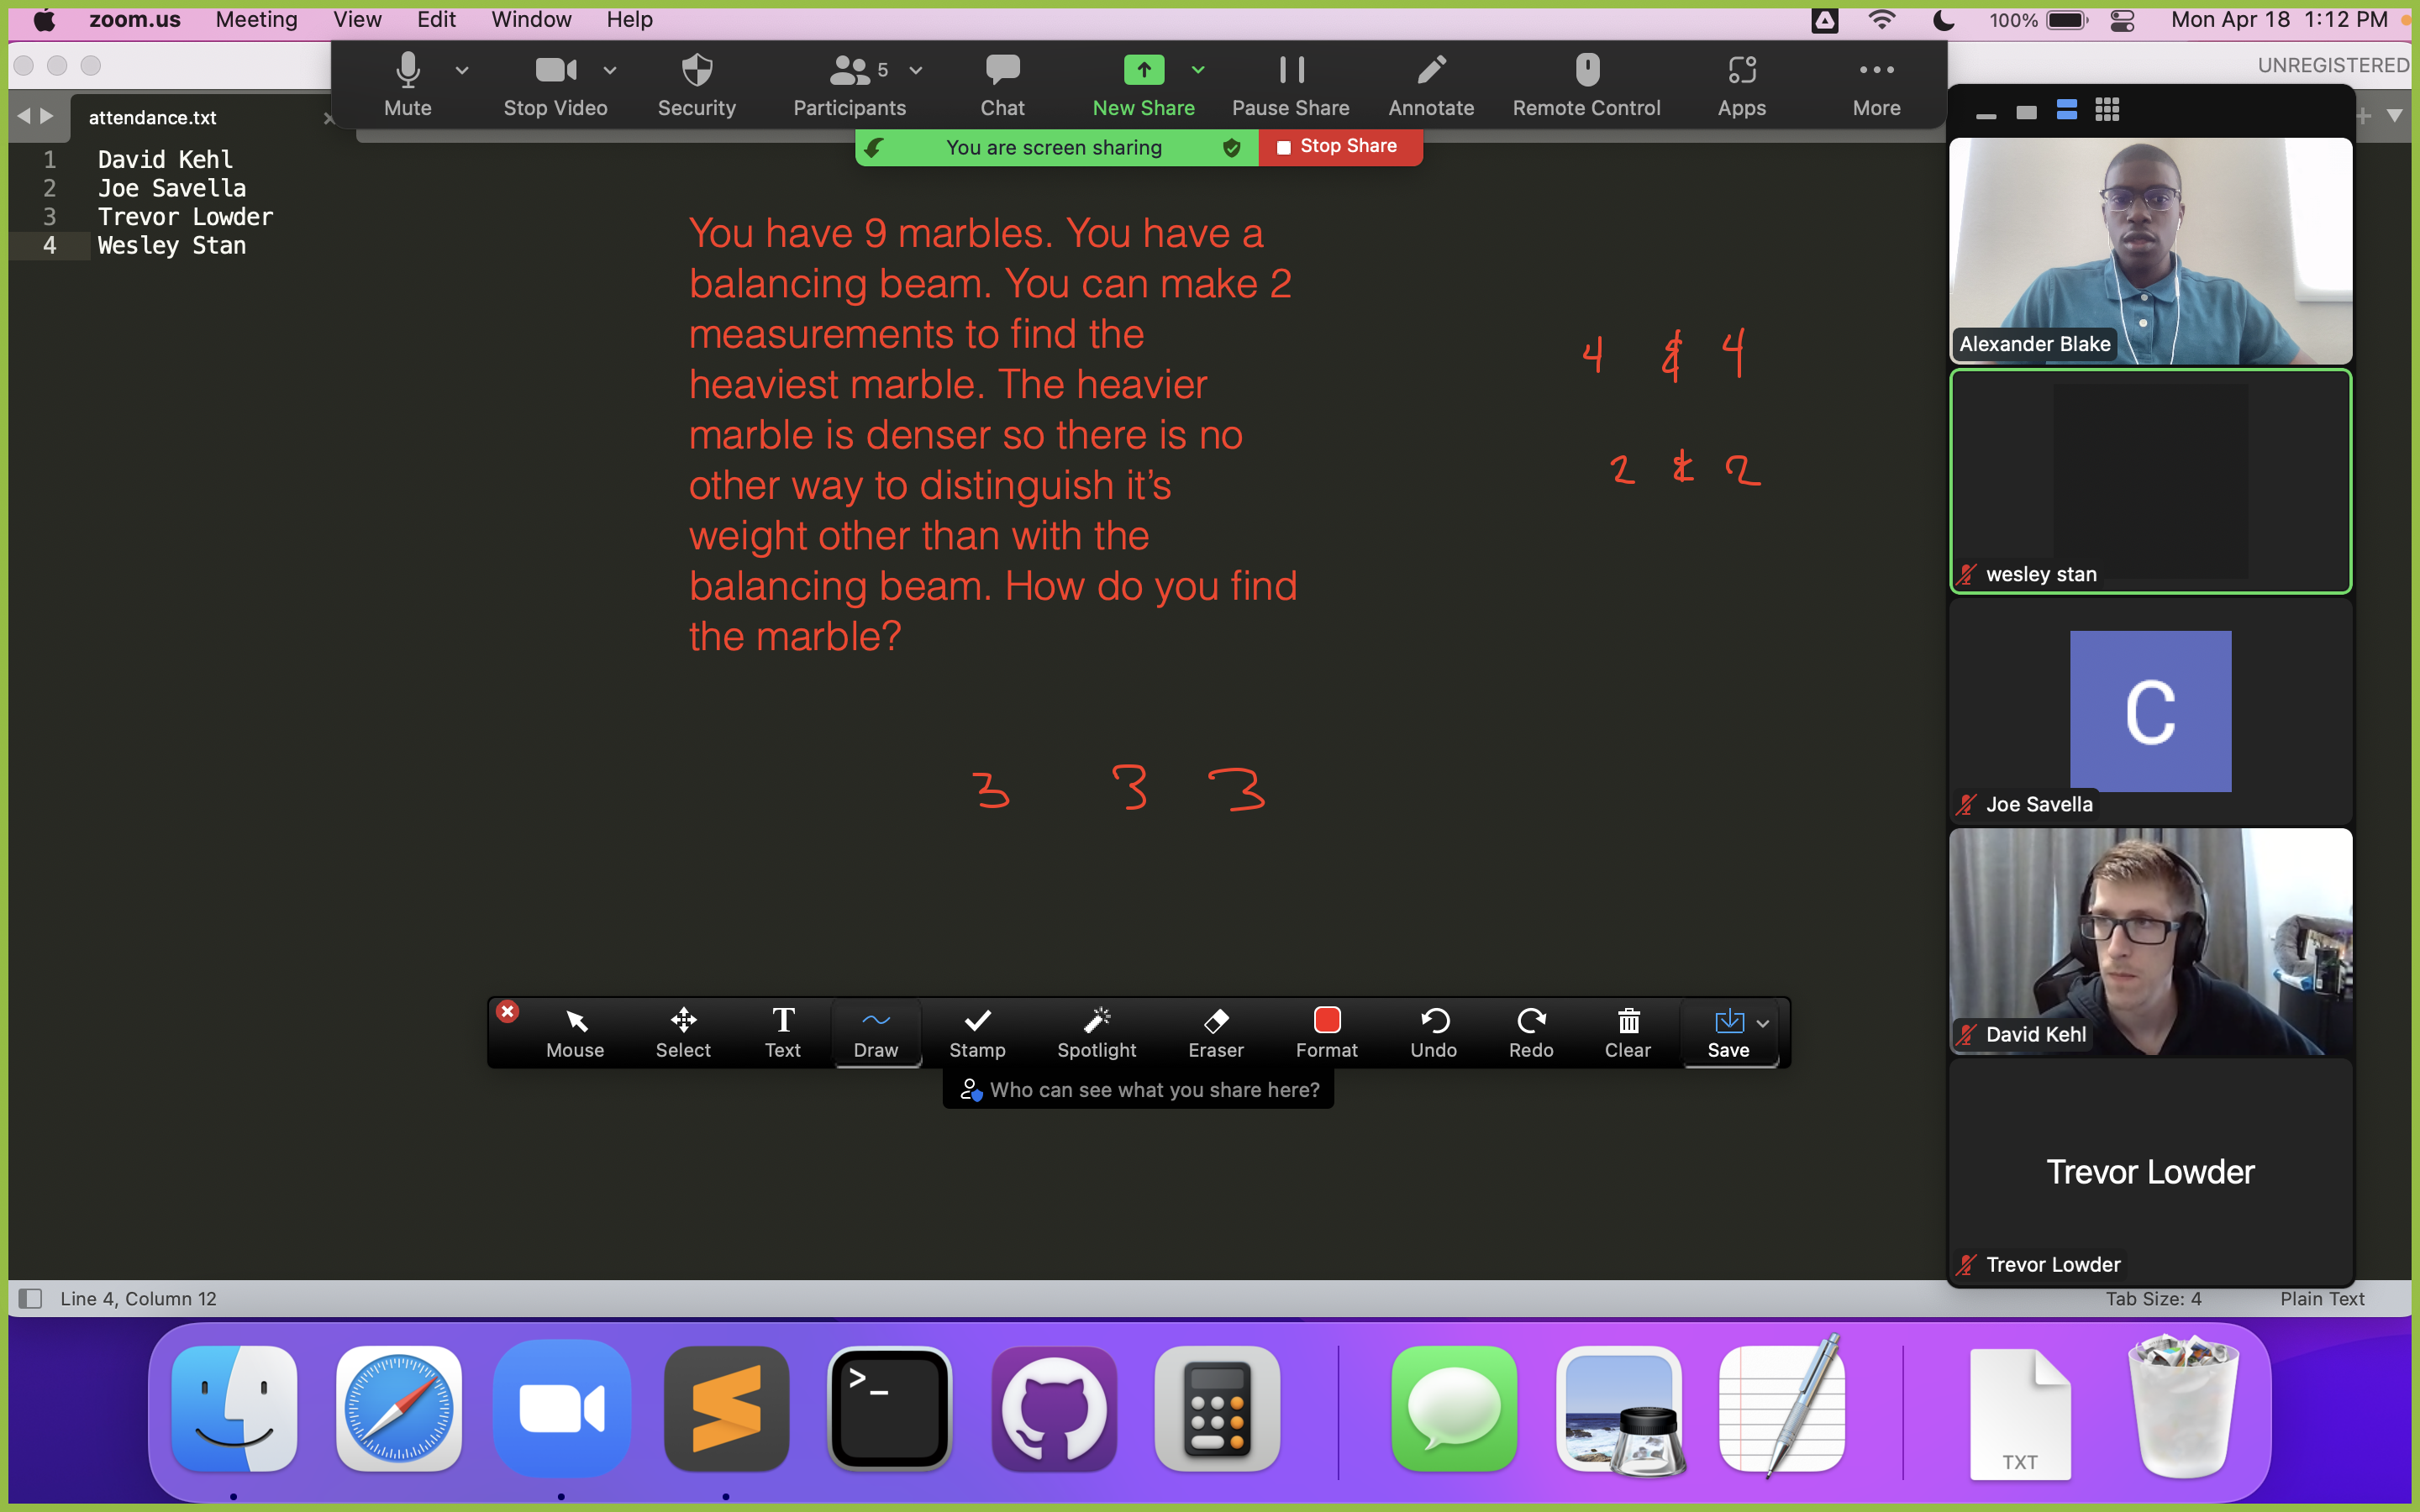 zoom.us Meeting View Edit Window Help 100% Mon Apr 18 1:12 PM
UNREGISTERED
Mute Stop Video Security Participants 5 Chat New Share Pause Share Annotate Remote Control Apps More
attendance.txt
You are screen sharing Stop Share
1 David Kehl
2 Joe Savella
3 Trevor Lowder
4 Wesley Stan
You have 9 marbles. You have a
balancing beam. You can make 2
measurements to find the
heaviest marble. The heavier
marble is denser so there is no
other way to distinguish it's
weight other than with the
balancing beam. How do you find
the marble?
4 & 4
2 & 2
3 3 3
Alexander Blake
wesley stan
C
Joe Savella
David Kehl
Trevor Lowder
Trevor Lowder
Mouse Select Text Draw Stamp Spotlight Eraser Format Undo Redo Clear Save
Who can see what you share here?
Line 4, Column 12 Tab Size: 4 Plain Text
>_
TXT